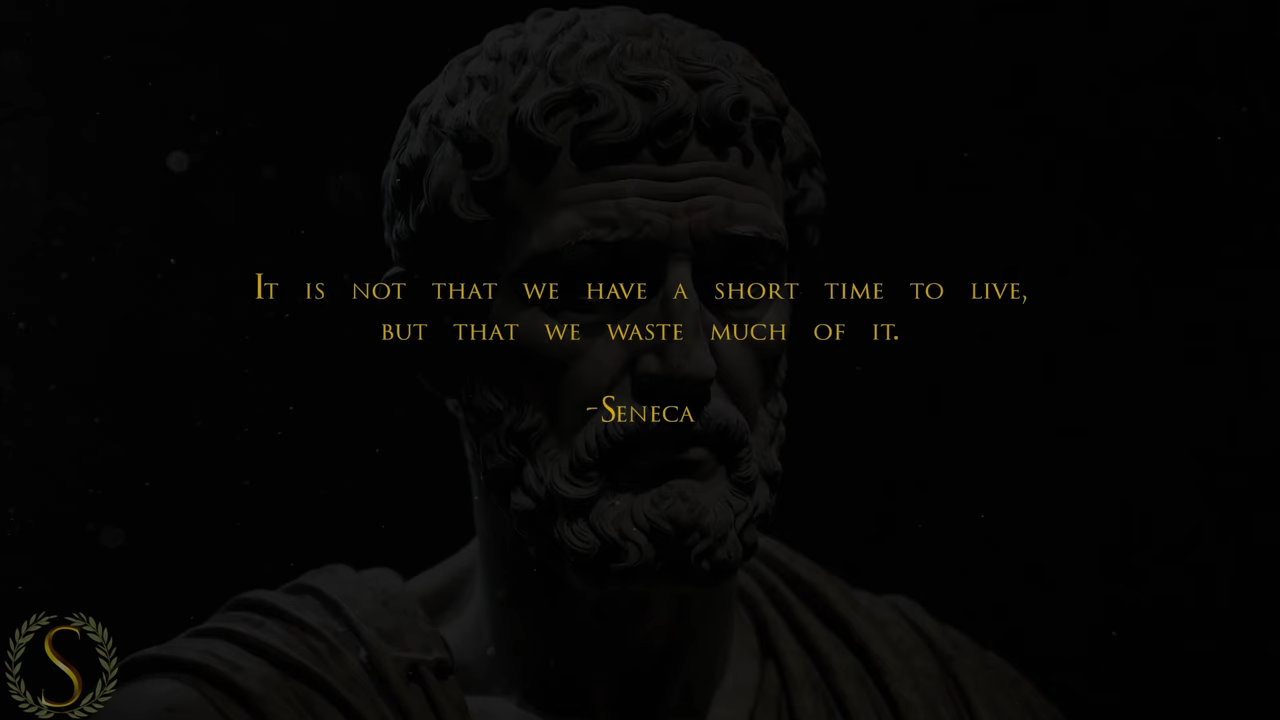 It is not that we have a short time to live,
but that we waste much of it.
-Seneca
S